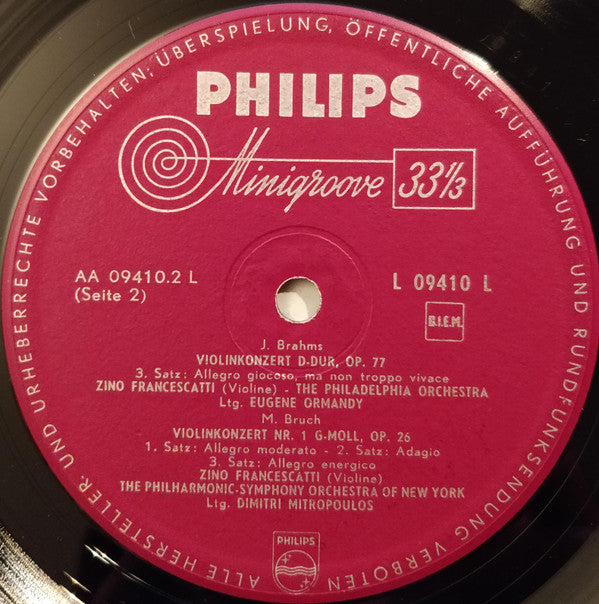 ALLE HERSTELLER- UND URHEBERRECHTE VORBEHALTEN; ÜBERSPIELUNG, ÖFFENTLICHE AUFFÜHRUNG UND RUNDFUNKSENDUNG VERBOTEN
PHILIPS
Minigroove 33⅓
AA 09410.2 L
(Seite 2)
L 09410 L
B.I.E.M.
J. Brahms
VIOLINKONZERT D-DUR, OP. 77
3. Satz: Allegro giocoso, ma non troppo vivace
ZINO FRANCESCATTI (Violine) - THE PHILADELPHIA ORCHESTRA
Ltg. EUGENE ORMANDY
M. Bruch
VIOLINKONZERT NR. 1 G-MOLL, OP. 26
1. Satz: Allegro moderato - 2. Satz: Adagio
3. Satz: Allegro energico
ZINO FRANCESCATTI (Violine)
THE PHILHARMONIC-SYMPHONY ORCHESTRA OF NEW YORK
Ltg. DIMITRI MITROPOULOS
PHILIPS